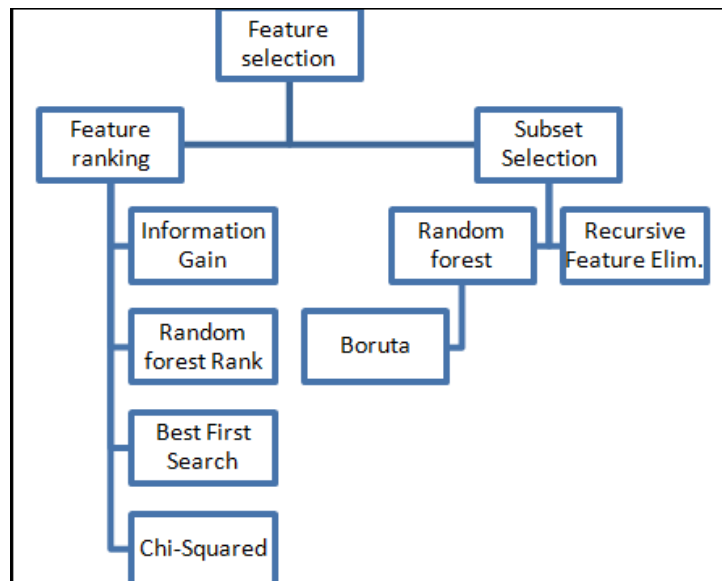 Feature
selection
Feature
ranking
Subset
Selection
Information
Gain
Random
forest
Recursive
Feature Elim.
Random
forest Rank
Boruta
Best First
Search
Chi-Squared